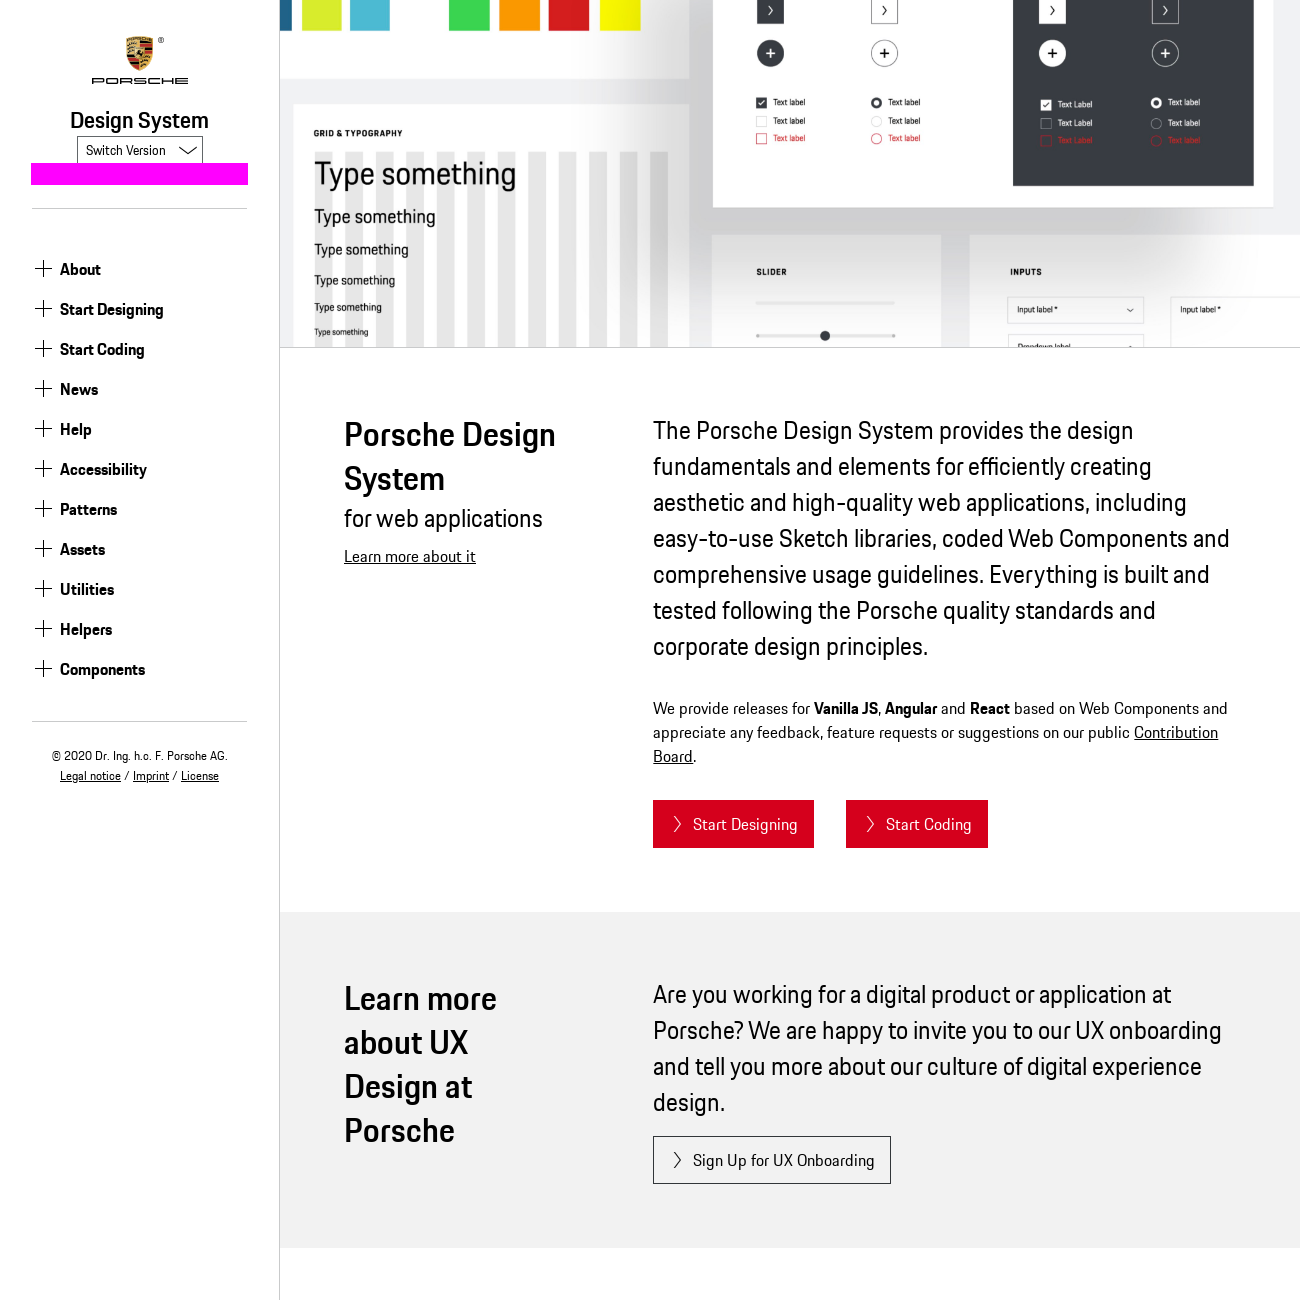 PORSCHE
Design System
Switch Version
About
Start Designing
Start Coding
News
Help
Accessibility
Patterns
Assets
Utilities
Helpers
Components
© 2020 Dr. Ing. h.c. F. Porsche AG.
Legal notice / Imprint / License
GRID & TYPOGRAPHY
Type something
Type something
Type something
Type something
Type something
Type something
Text label Text label
Text label Text label
Text label Text label
Text Label Text label
Text Label Text label
Text Label Text label
SLIDER
INPUTS
Input label *
Input label *
Dropdown label
Porsche Design
System
for web applications
Learn more about it
The Porsche Design System provides the design
fundamentals and elements for efficiently creating
aesthetic and high-quality web applications, including
easy-to-use Sketch libraries, coded Web Components and
comprehensive usage guidelines. Everything is built and
tested following the Porsche quality standards and
corporate design principles.
We provide releases for Vanilla JS, Angular and React based on Web Components and
appreciate any feedback, feature requests or suggestions on our public Contribution
Board.
Start Designing
Start Coding
Learn more
about UX
Design at
Porsche
Are you working for a digital product or application at
Porsche? We are happy to invite you to our UX onboarding
and tell you more about our culture of digital experience
design.
Sign Up for UX Onboarding